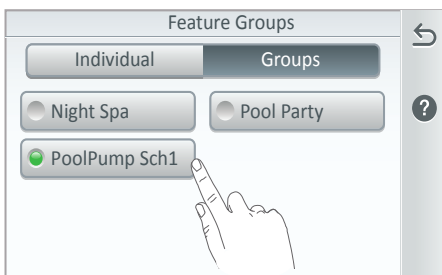 Feature Groups
Individual Groups
Night Spa Pool Party
PoolPump Sch1
?